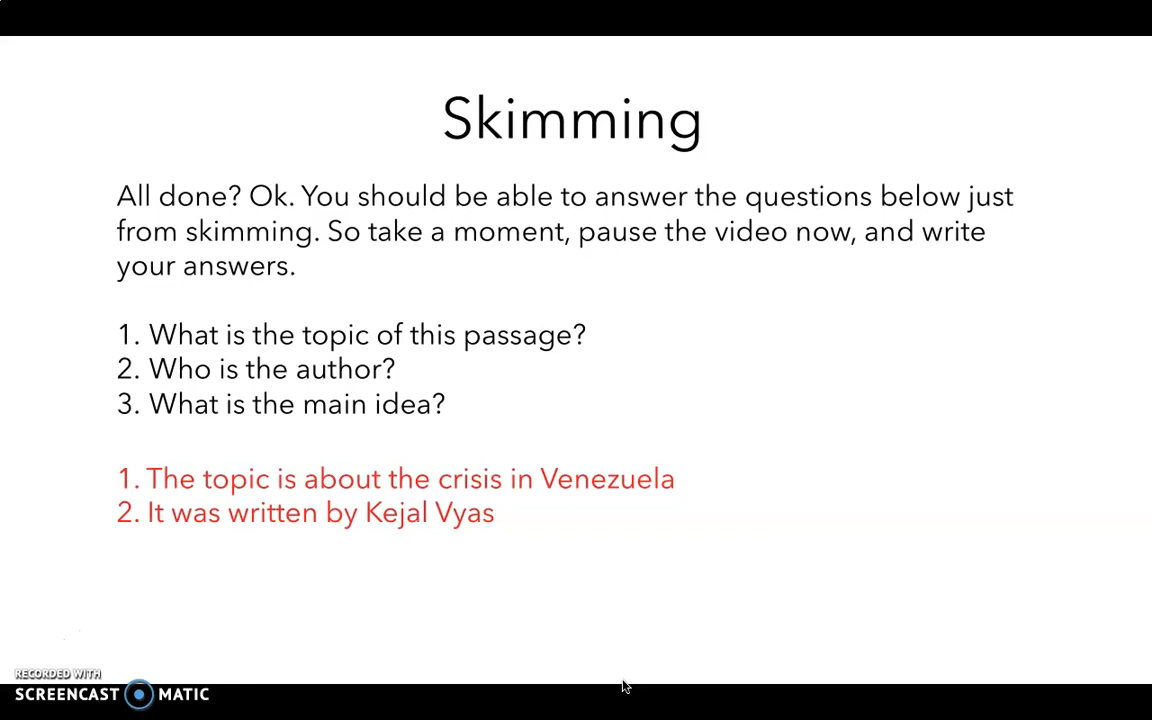 Skimming
All done? Ok. You should be able to answer the questions below just
from skimming. So take a moment, pause the video now, and write
your answers.
1. What is the topic of this passage?
2. Who is the author?
3. What is the main idea?
1. The topic is about the crisis in Venezuela
2. It was written by Kejal Vyas
RECORDED WITH
SCREENCAST MATIC